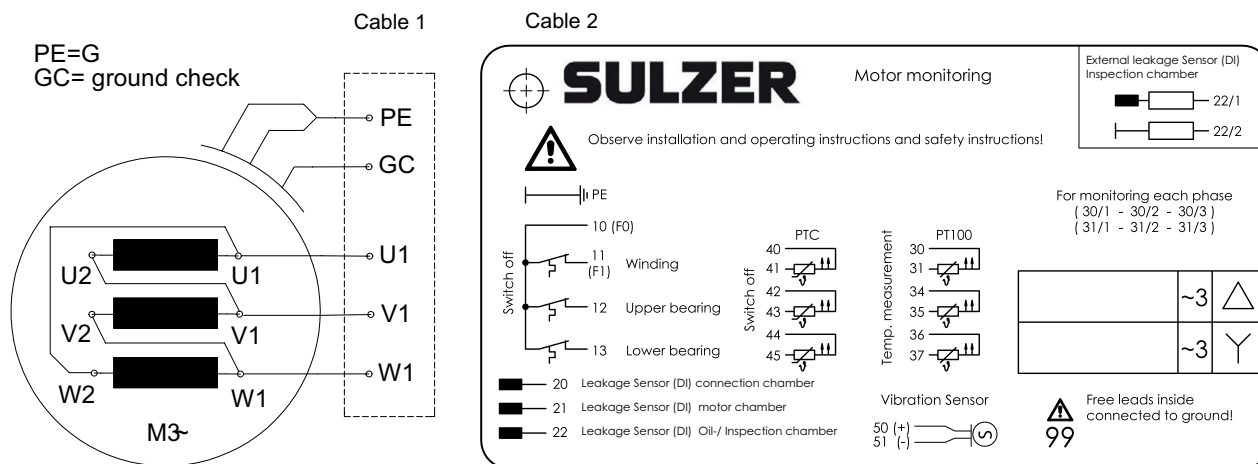 Cable 1
PE=G
GC= ground check
PE
GC
U1
V1
W1
U2
U1
V2
V1
W2
W1
M3~
Cable 2
SULZER
Motor monitoring
External leakage Sensor (DI)
Inspection chamber
22/1
22/2
Observe installation and operating instructions and safety instructions!
PE
Switch off
10 (F0)
11
(F1)
Winding
12
Upper bearing
13
Lower bearing
Switch off
PTC
40
41
42
43
44
45
Temp. measurement
PT100
30
31
34
35
36
37
For monitoring each phase
( 30/1 - 30/2 - 30/3 )
( 31/1 - 31/2 - 31/3 )
~3
~3
20 Leakage Sensor (DI) connection chamber
21 Leakage Sensor (DI) motor chamber
22 Leakage Sensor (DI) Oil-/ Inspection chamber
Vibration Sensor
50 (+)
51 (-)
S
Free leads inside
connected to ground!
99